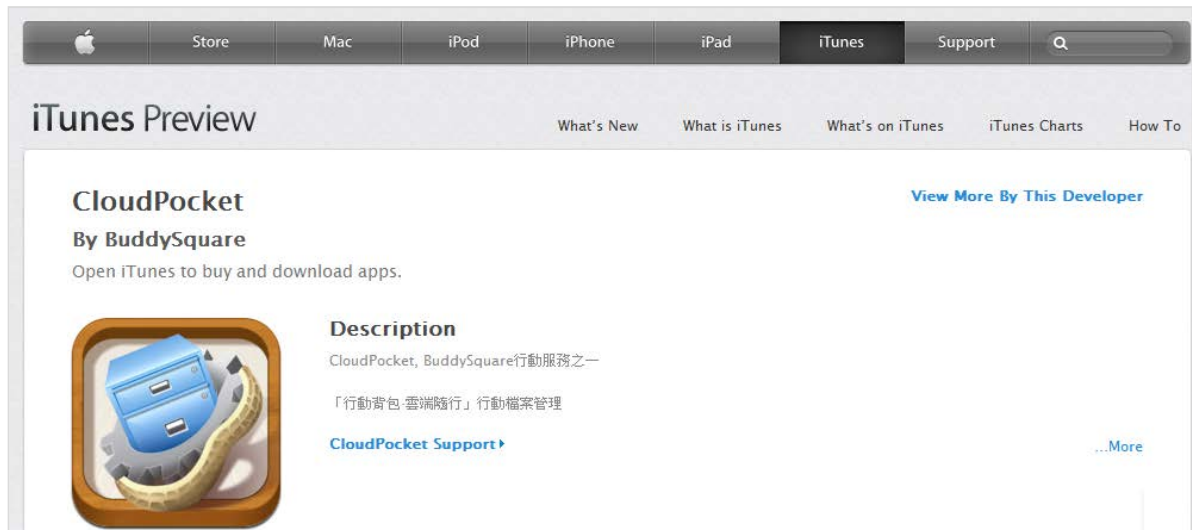 Store Mac iPod iPhone iPad iTunes Support
iTunes Preview
What's New What is iTunes What's on iTunes iTunes Charts How To
CloudPocket
View More By This Developer
By BuddySquare
Open iTunes to buy and download apps.
Description
CloudPocket, BuddySquare行動服務之一
「行動背包·雲端隨行」行動檔案管理
CloudPocket Support
...More